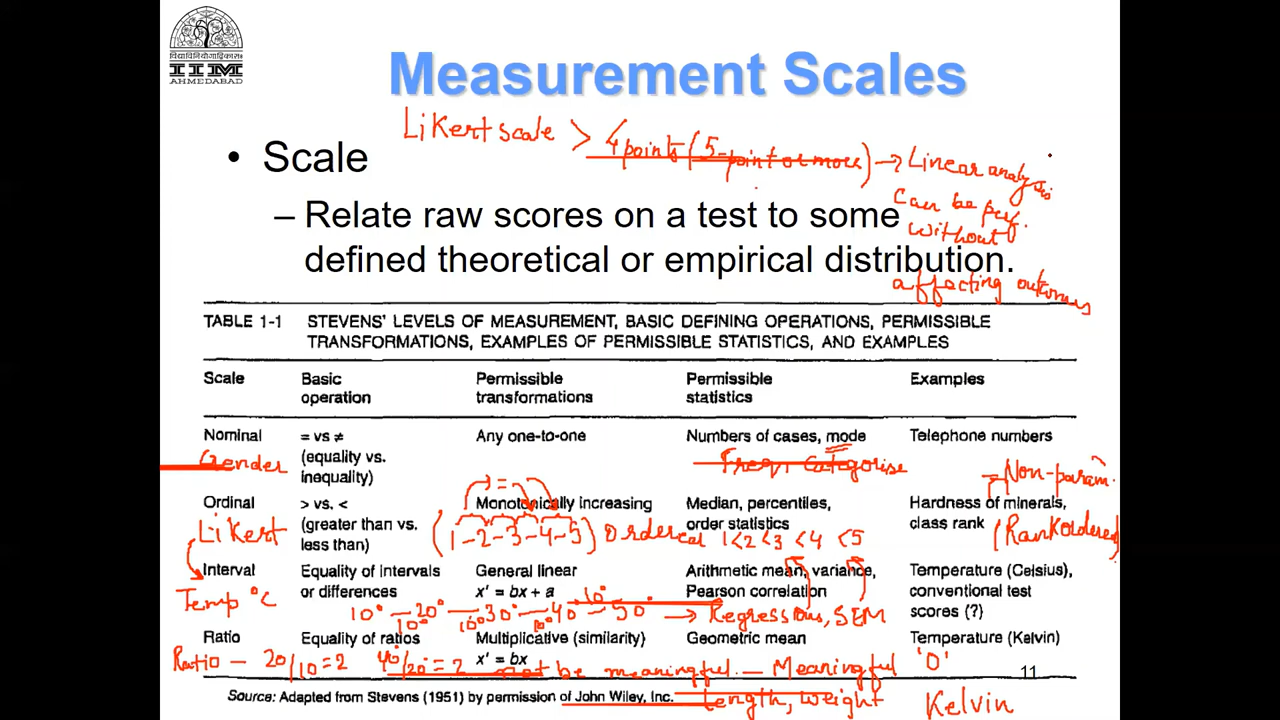 IIM
AHMEDABAD
Measurement Scales
Likert scale > 4 points (5-point or more) → Linear analysis
can be perf.
without
affecting outcomes
• Scale
– Relate raw scores on a test to some
defined theoretical or empirical distribution.
TABLE 1-1 STEVENS' LEVELS OF MEASUREMENT, BASIC DEFINING OPERATIONS, PERMISSIBLE
TRANSFORMATIONS, EXAMPLES OF PERMISSIBLE STATISTICS, AND EXAMPLES
Scale Basic operation Permissible transformations Permissible statistics Examples
Nominal = vs ≠ (equality vs. inequality) Any one-to-one Numbers of cases, mode Telephone numbers
Gender Freq. Categorise
Non-param.
Ordinal > vs. < (greater than vs. less than) Monotonically increasing Median, percentiles, order statistics Hardness of minerals, class rank
Likert (1-2-3-4-5) ordered 1<2<3<4<5 (Rank ordered)
Interval Equality of intervals or differences General linear x' = bx + a Arithmetic mean, variance, Pearson correlation Temperature (Celsius), conventional test scores (?)
Temp °C 10° – 20° – 30° – 40° – 50° → Regressions, SEM
10° 10° 10° 10°
Ratio Equality of ratios Multiplicative (similarity) x' = bx Geometric mean Temperature (Kelvin)
Ratio – 20/10 = 2 40°/20° = 2 not be meaningful – Meaningful '0'
11
Length, weight Kelvin
Source: Adapted from Stevens (1951) by permission of John Wiley, Inc.